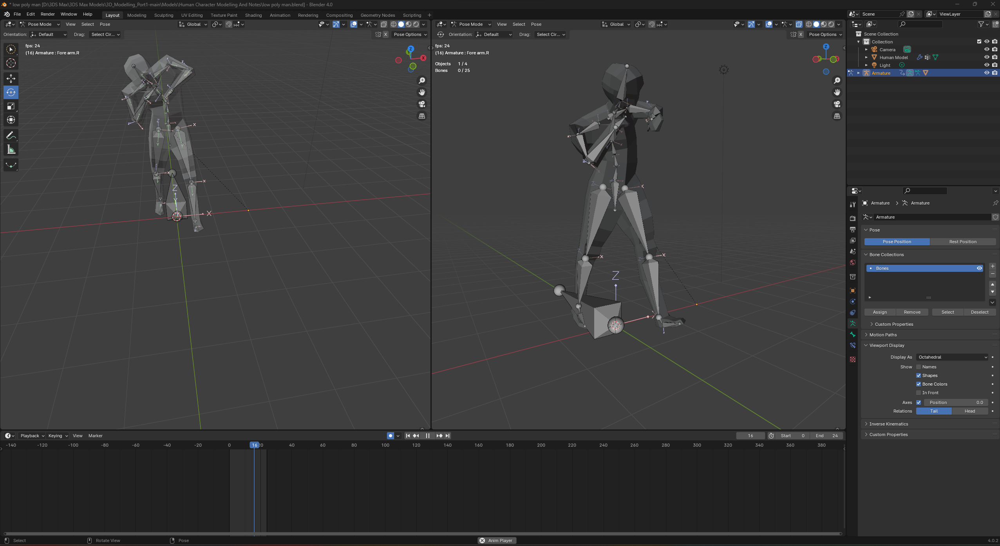 * low poly man [D:\3DS Max\3DS Max Models\3D_Modelling_Port1-main\Models\Human Character Modelling And Notes\low poly man.blend] - Blender 4.0
File Edit Render Window Help Layout Modeling Sculpting UV Editing Texture Paint Shading Animation Rendering Compositing Geometry Nodes Scripting +
Scene ViewLayer
Pose Mode View Select Pose Global
Orientation: Default Drag: Select Cir... X Pose Options
fps: 24
(16) Armature : Fore arm.R
Pose Mode View Select Pose Global
Orientation: Default Drag: Select Cir... X Pose Options
fps: 24
(16) Armature : Fore arm.R
Objects 1 / 4
Bones 0 / 25
Scene Collection
Collection
Camera
Human Model
Light
Armature
Armature > Armature
Armature
Pose
Pose Position Rest Position
Bone Collections
Bones
Assign Remove Select Deselect
Custom Properties
Motion Paths
Viewport Display
Display As Octahedral
Show Names
Shapes
Bone Colors
In Front
Axes Position 0.0
Relations Tail Head
Inverse Kinematics
Custom Properties
Playback Keying View Marker 16 Start 0 End 24
-140 -120 -100 -80 -60 -40 -20 0 16 20 40 60 80 100 120 140 160 180 200 220 240 260 280 300 320 340 360 380
Select Rotate View Pose Anim Player 4.0.2